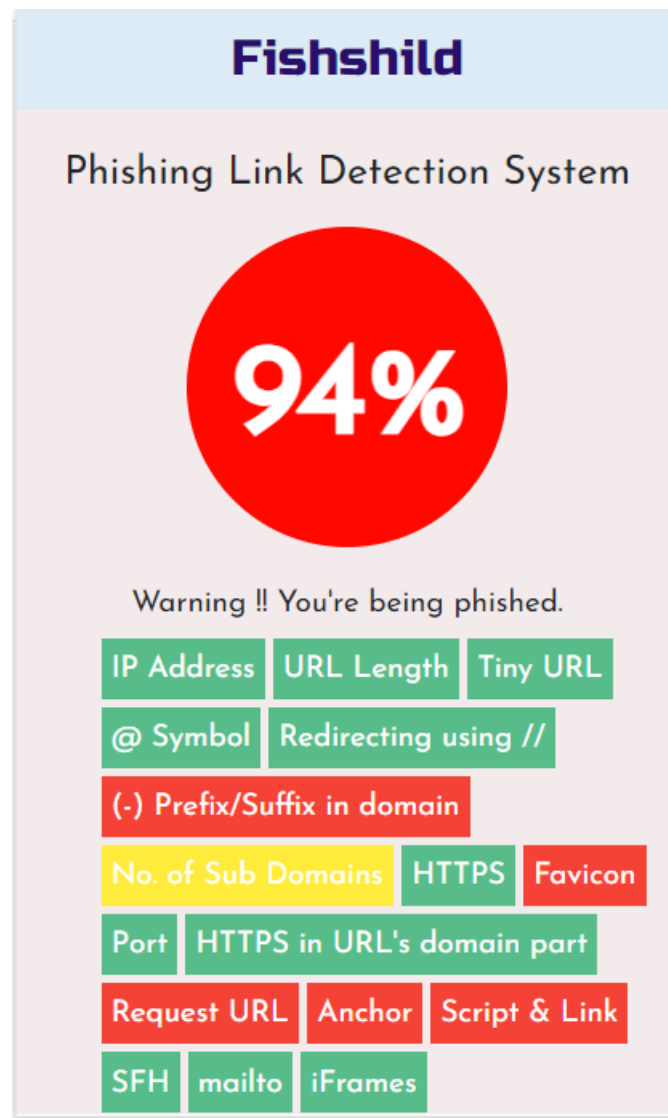 Fishshild
Phishing Link Detection System
94%
Warning !! You're being phished.
IP Address URL Length Tiny URL
@ Symbol Redirecting using //
(-) Prefix/Suffix in domain
No. of Sub Domains HTTPS Favicon
Port HTTPS in URL's domain part
Request URL Anchor Script & Link
SFH mailto iFrames